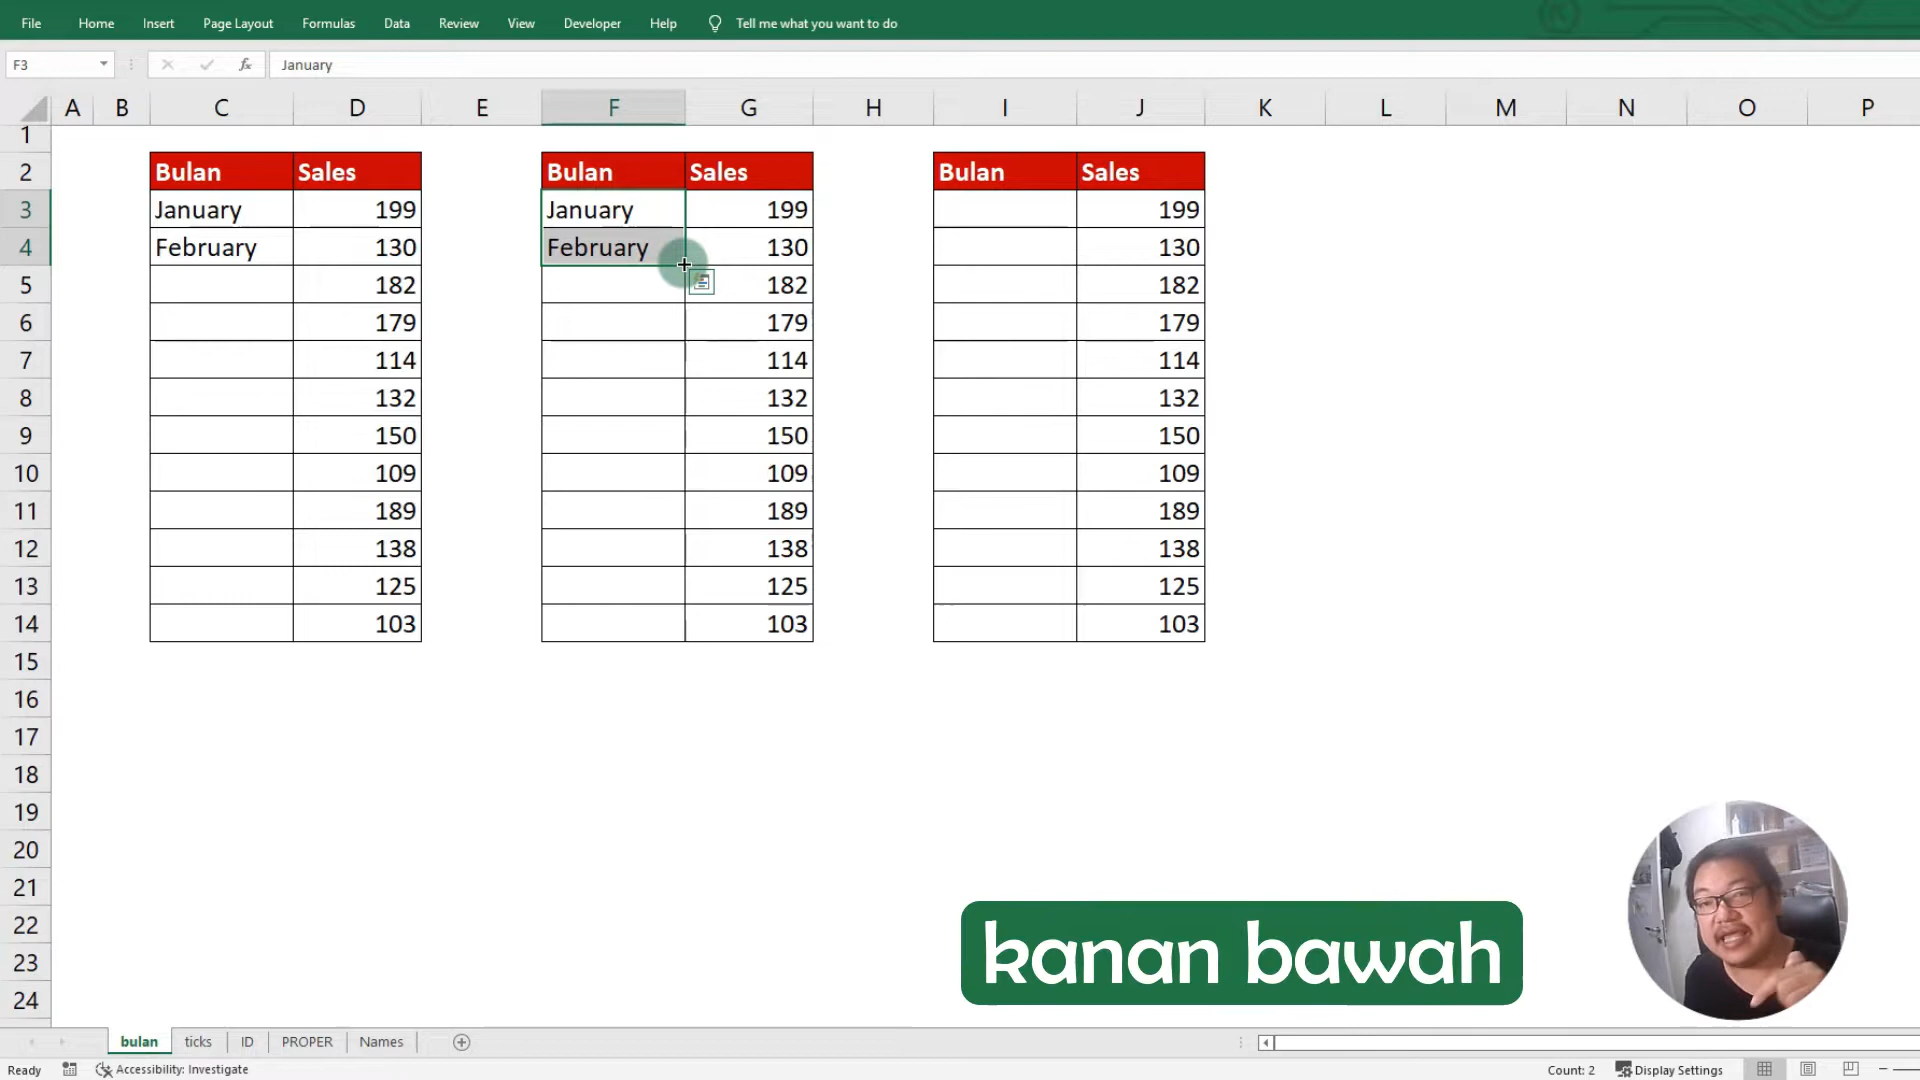 File Home Insert Page Layout Formulas Data Review View Developer Help Tell me what you want to do
F3 fx January
A B C D E F G H I J K L M N O P
1
2 Bulan Sales Bulan Sales Bulan Sales
3 January 199 January 199 199
4 February 130 February 130 130
5 182 182 182
6 179 179 179
7 114 114 114
8 132 132 132
9 150 150 150
10 109 109 109
11 189 189 189
12 138 138 138
13 125 125 125
14 103 103 103
15
16
17
18
19
20
21
22
23
24
kanan bawah
bulan ticks ID PROPER Names
Ready Accessibility: Investigate Count: 2 Display Settings